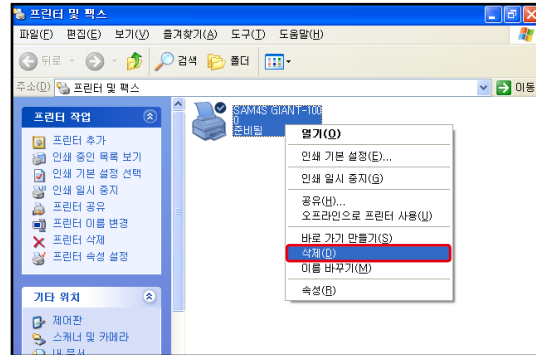 프린터 및 팩스
파일(F) 편집(E) 보기(V) 즐겨찾기(A) 도구(T) 도움말(H)
뒤로 검색 폴더
주소(D) 프린터 및 팩스 이동
프린터 작업
프린터 추가
인쇄 중인 목록 보기
인쇄 기본 설정 선택
인쇄 일시 중지
프린터 공유
프린터 이름 변경
프린터 삭제
프린터 속성 설정
기타 위치
제어판
스캐너 및 카메라
내 문서
SAM4S GIANT-100
0
준비됨
열기(O)
인쇄 기본 설정(E)...
인쇄 일시 중지(G)
공유(H)...
오프라인으로 프린터 사용(U)
바로 가기 만들기(S)
삭제(D)
이름 바꾸기(M)
속성(R)